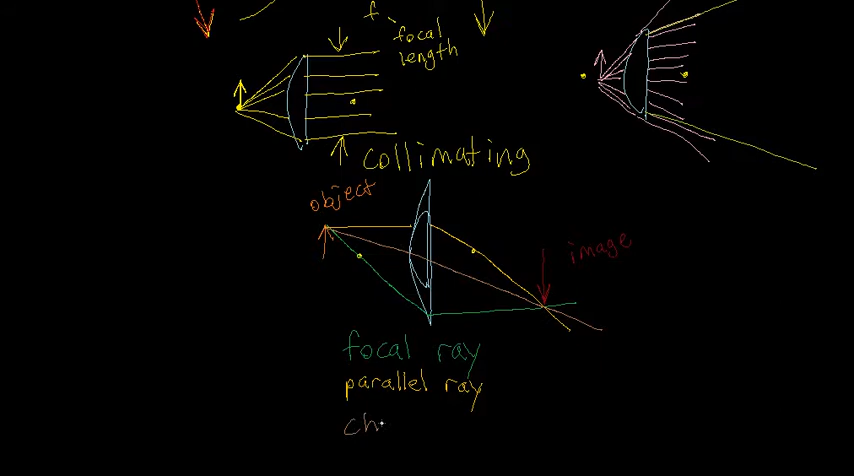 f
focal
length
collimating
object
image
focal ray
parallel ray
ch